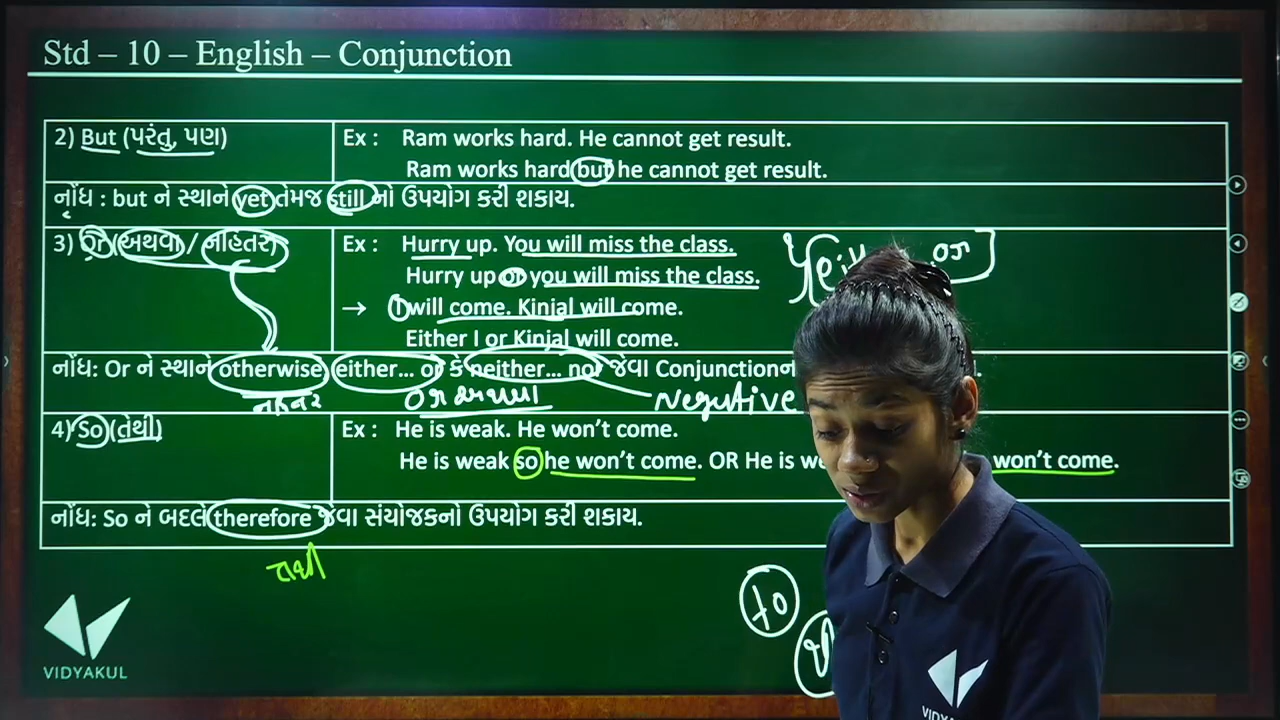 Std – 10 – English – Conjunction
2) But (પરંતુ, પણ)
Ex : Ram works hard. He cannot get result.
Ram works hard but he cannot get result.
નોંધ : but ને સ્થાને yet તેમજ still નો ઉપયોગ કરી શકાય.
3) Or (અથવા / નહિતર)
Ex : Hurry up. You will miss the class.
Hurry up or you will miss the class.
→ I will come. Kinjal will come.
Either I or Kinjal will come.
or
નોંધ: Or ને સ્થાને otherwise, either... or કે neither... nor જેવા Conjunctionન
Negative
4) So (તેથી)
Ex : He is weak. He won't come.
He is weak so he won't come. OR He is we won't come.
નોંધ: So ને બદલે therefore જેવા સંયોજકનો ઉપયોગ કરી શકાય.
to
VIDYAKUL
VIDYAKU